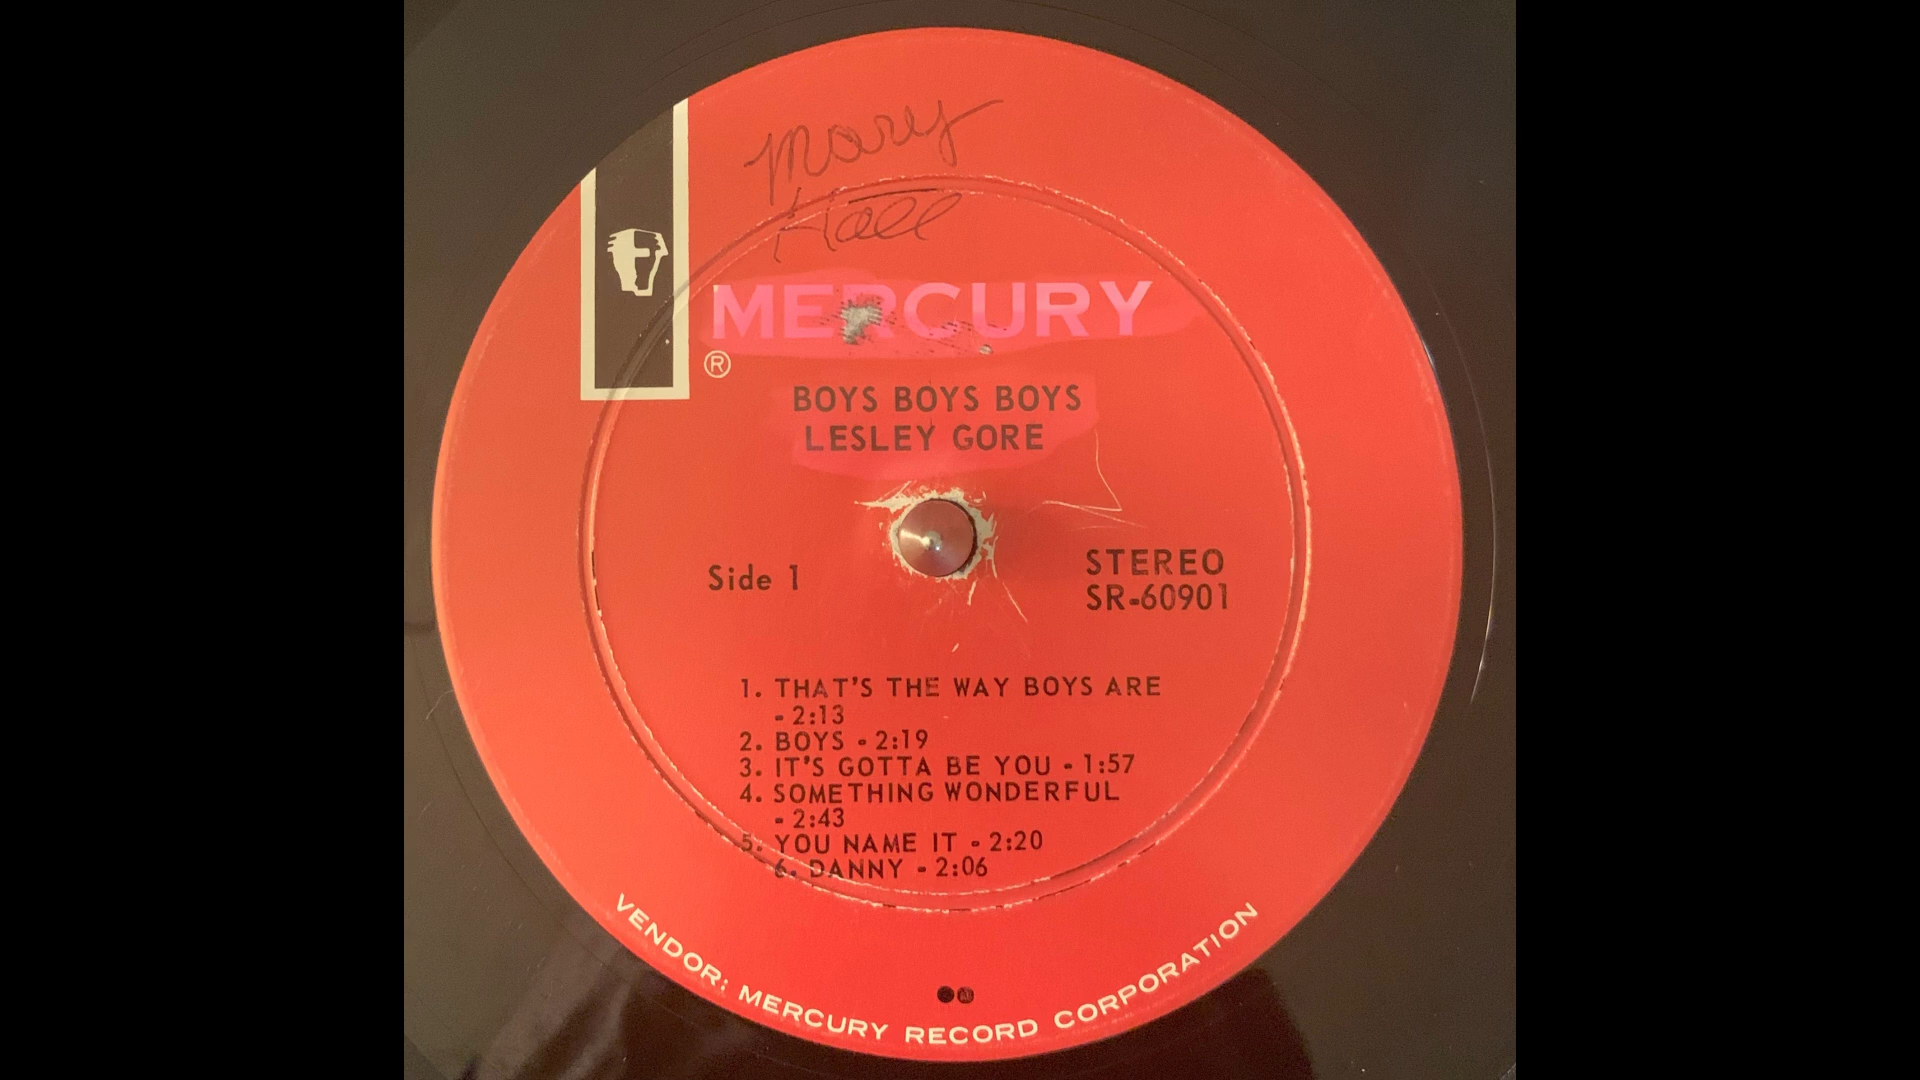 Mary
Hall
MERCURY
®
BOYS BOYS BOYS
LESLEY GORE
Side 1
STEREO
SR-60901
1. THAT'S THE WAY BOYS ARE
- 2:13
2. BOYS - 2:19
3. IT'S GOTTA BE YOU - 1:57
4. SOMETHING WONDERFUL
- 2:43
5. YOU NAME IT - 2:20
6. DANNY - 2:06
VENDOR: MERCURY RECORD CORPORATION